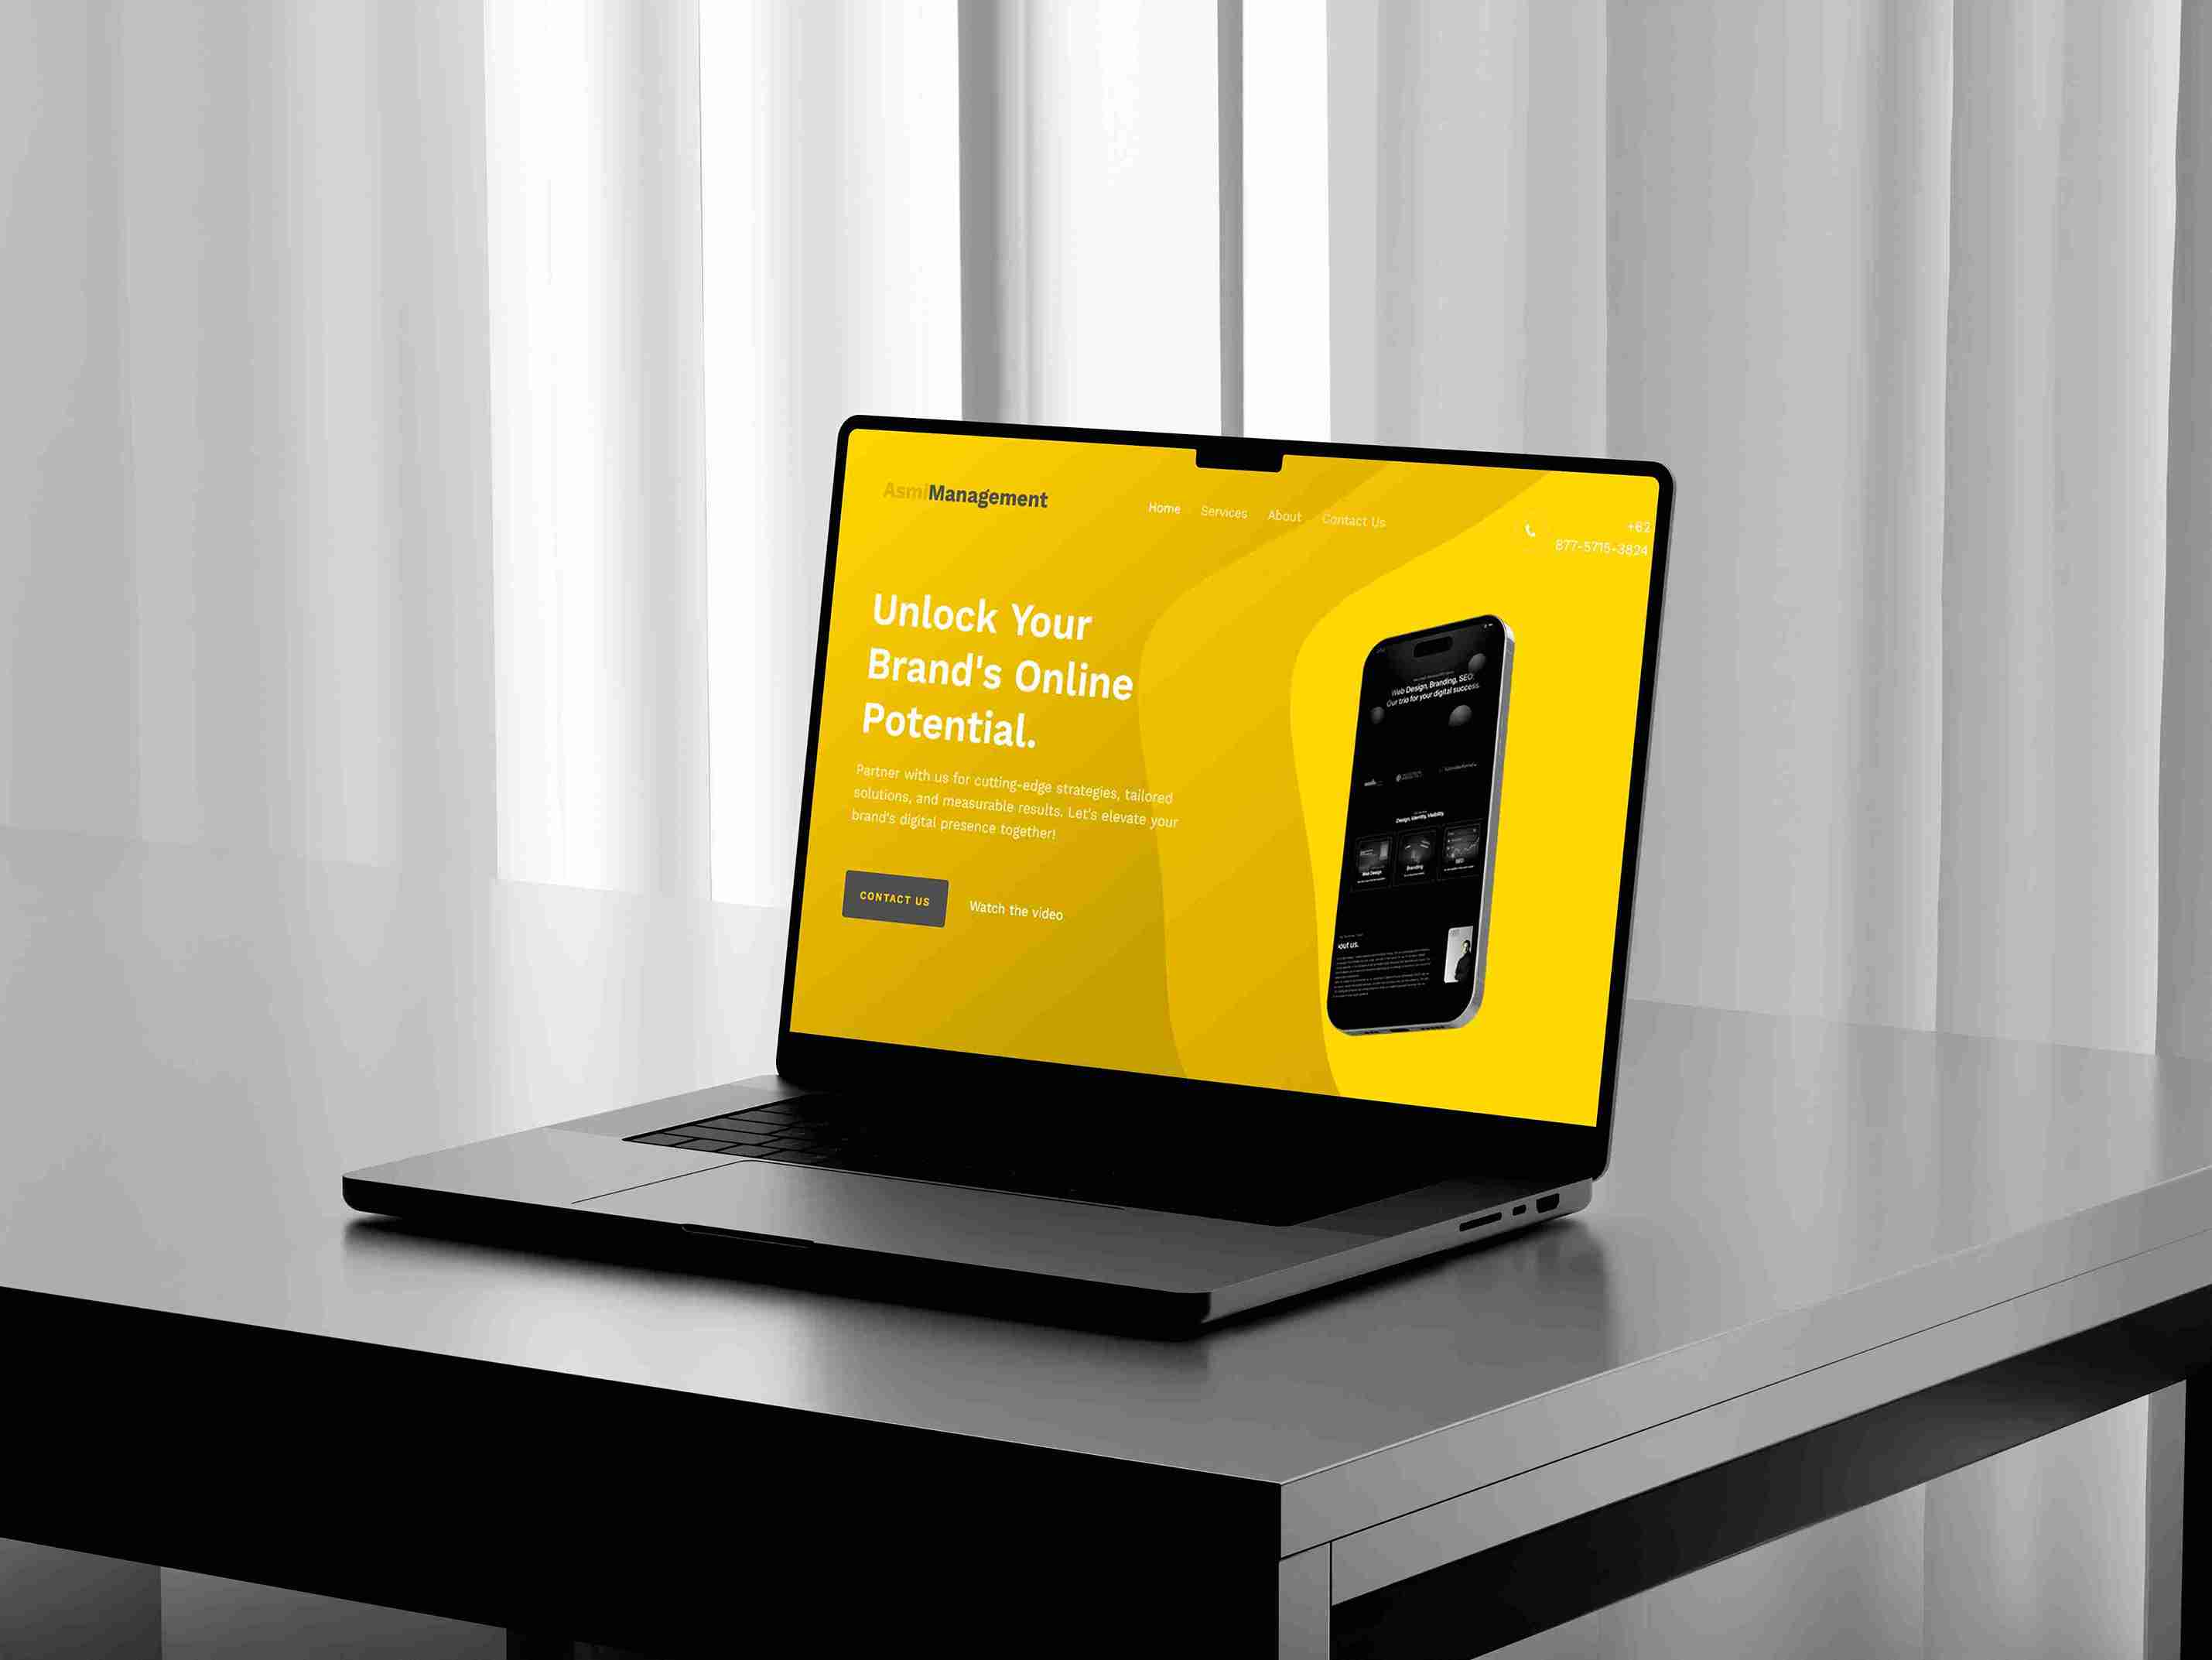 AsmiManagement
Home Services About Contact Us
+62
877-5715-3824
Unlock Your
Brand's Online
Potential.
Partner with us for cutting-edge strategies, tailored
solutions, and measurable results. Let's elevate your
brand's digital presence together!
CONTACT US
Watch the video
Web Design, Branding, SEO:
Our trio for your digital success.
Design, Identity, Visibility.
Web Design
Branding
SEO
out us.